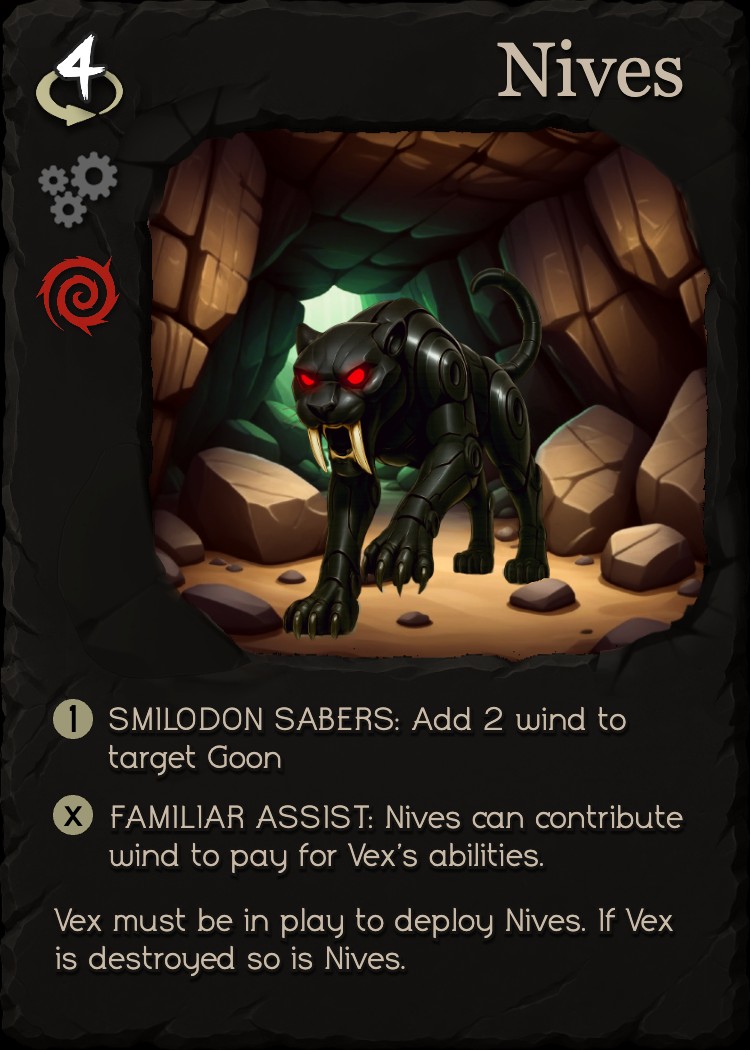 4
Nives
1 SMILODON SABERS: Add 2 wind to
target Goon
X FAMILIAR ASSIST: Nives can contribute
wind to pay for Vex's abilities.
Vex must be in play to deploy Nives. If Vex
is destroyed so is Nives.